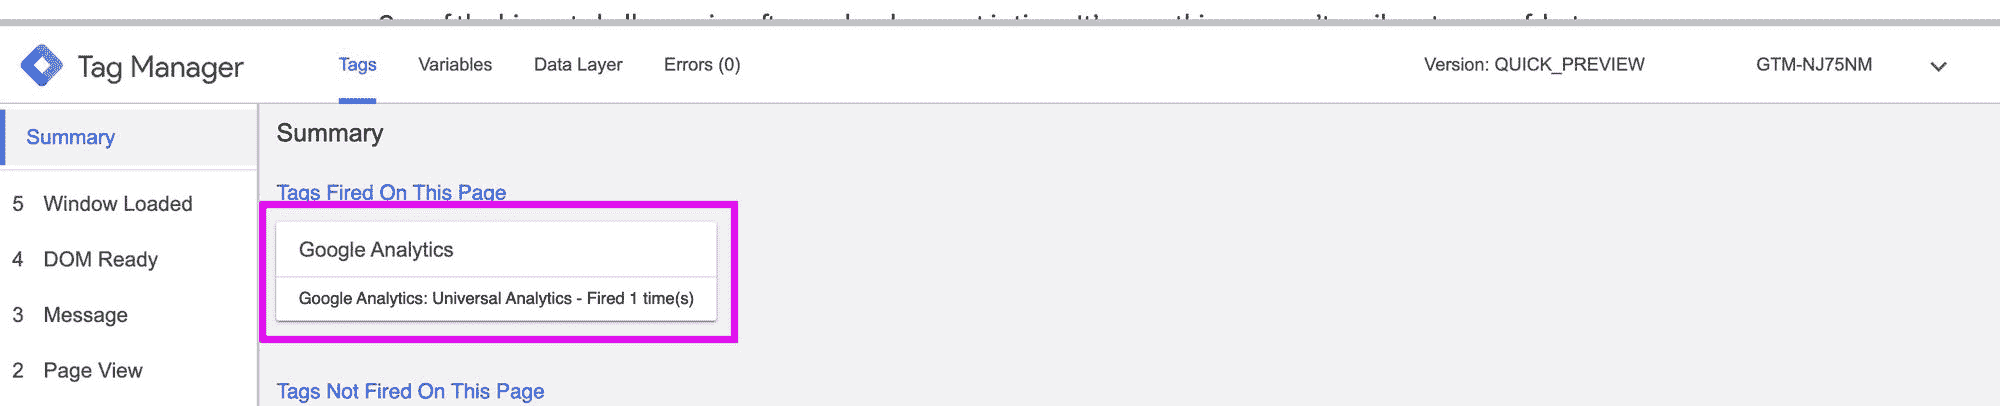 Tag Manager
Tags
Variables
Data Layer
Errors (0)
Version: QUICK_PREVIEW
GTM-NJ75NM
Summary
5 Window Loaded
4 DOM Ready
3 Message
2 Page View
Summary
Tags Fired On This Page
Google Analytics
Google Analytics: Universal Analytics - Fired 1 time(s)
Tags Not Fired On This Page